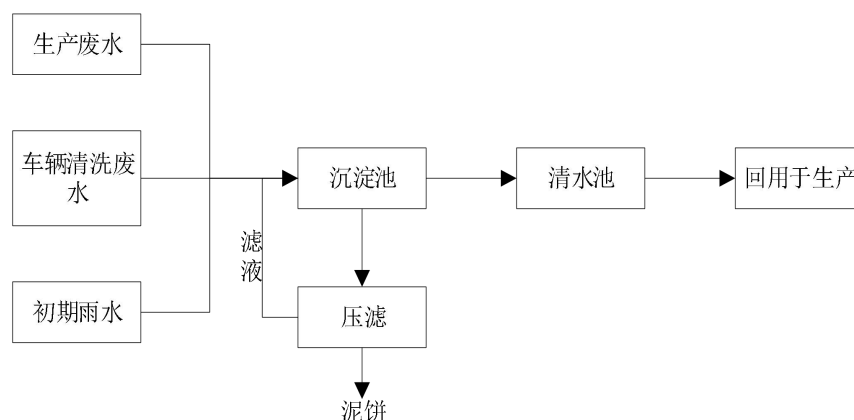 生产废水
车辆清洗废
水
沉淀池
清水池
回用于生产
滤
液
初期雨水
压滤
泥饼